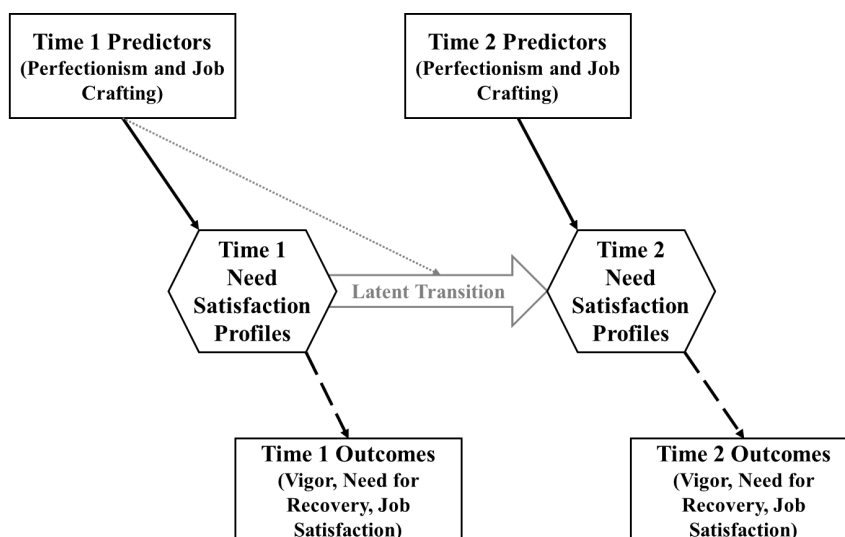 Time 1 Predictors
(Perfectionism and Job
Crafting)
Time 2 Predictors
(Perfectionism and Job
Crafting)
Time 1
Need
Satisfaction
Profiles
Latent Transition
Time 2
Need
Satisfaction
Profiles
Time 1 Outcomes
(Vigor, Need for
Recovery, Job
Satisfaction)
Time 2 Outcomes
(Vigor, Need for
Recovery, Job
Satisfaction)